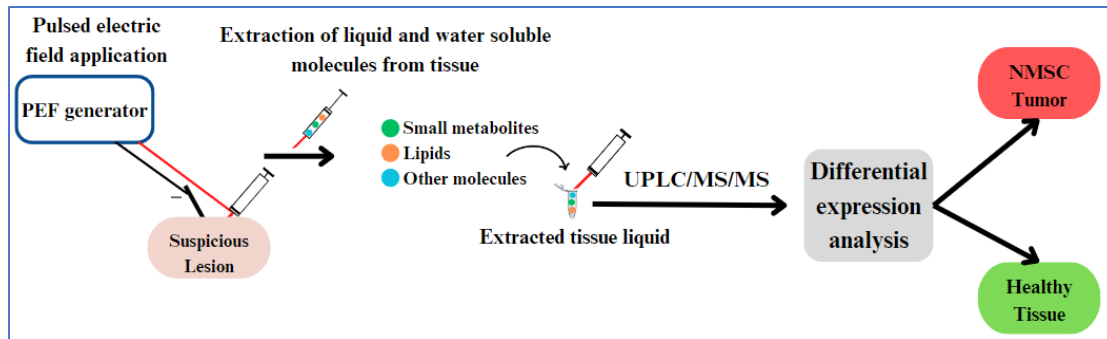 Pulsed electric
field application
PEF generator
–
Suspicious
Lesion
Extraction of liquid and water soluble
molecules from tissue
Small metabolites
Lipids
Other molecules
Extracted tissue liquid
UPLC/MS/MS
Differential
expression
analysis
NMSC
Tumor
Healthy
Tissue